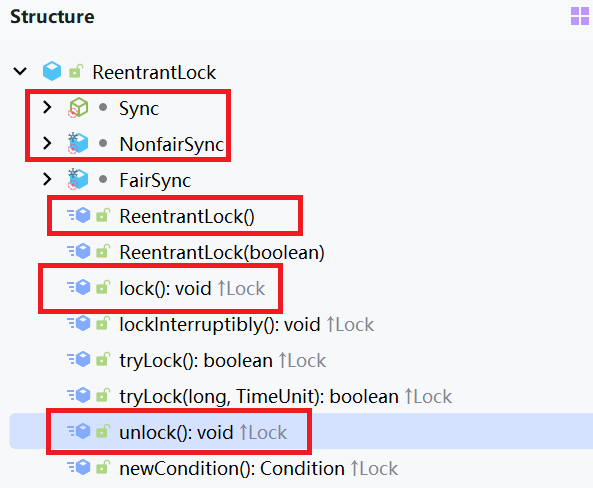 Structure
ReentrantLock
Sync
NonfairSync
FairSync
ReentrantLock()
ReentrantLock(boolean)
lock(): void ↑Lock
lockInterruptibly(): void ↑Lock
tryLock(): boolean ↑Lock
tryLock(long, TimeUnit): boolean ↑Lock
unlock(): void ↑Lock
newCondition(): Condition ↑Lock